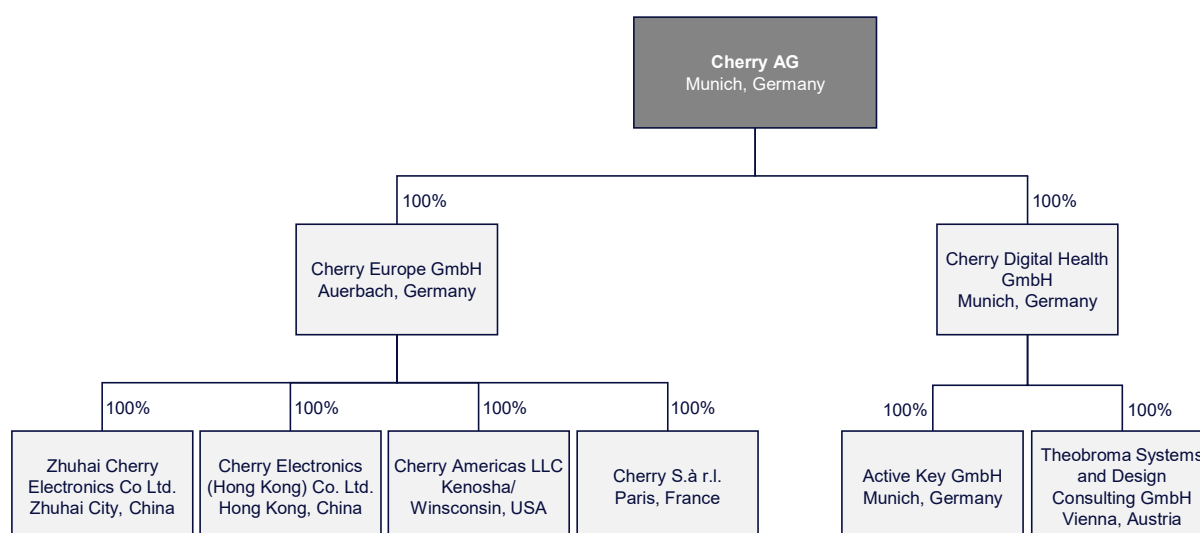 Cherry AG
Munich, Germany
100%
100%
Cherry Europe GmbH
Auerbach, Germany
Cherry Digital Health
GmbH
Munich, Germany
100%
100%
100%
100%
100%
100%
Zhuhai Cherry
Electronics Co Ltd.
Zhuhai City, China
Cherry Electronics
(Hong Kong) Co. Ltd.
Hong Kong, China
Cherry Americas LLC
Kenosha/
Winsconsin, USA
Cherry S.à r.l.
Paris, France
Active Key GmbH
Munich, Germany
Theobroma Systems
and Design
Consulting GmbH
Vienna, Austria